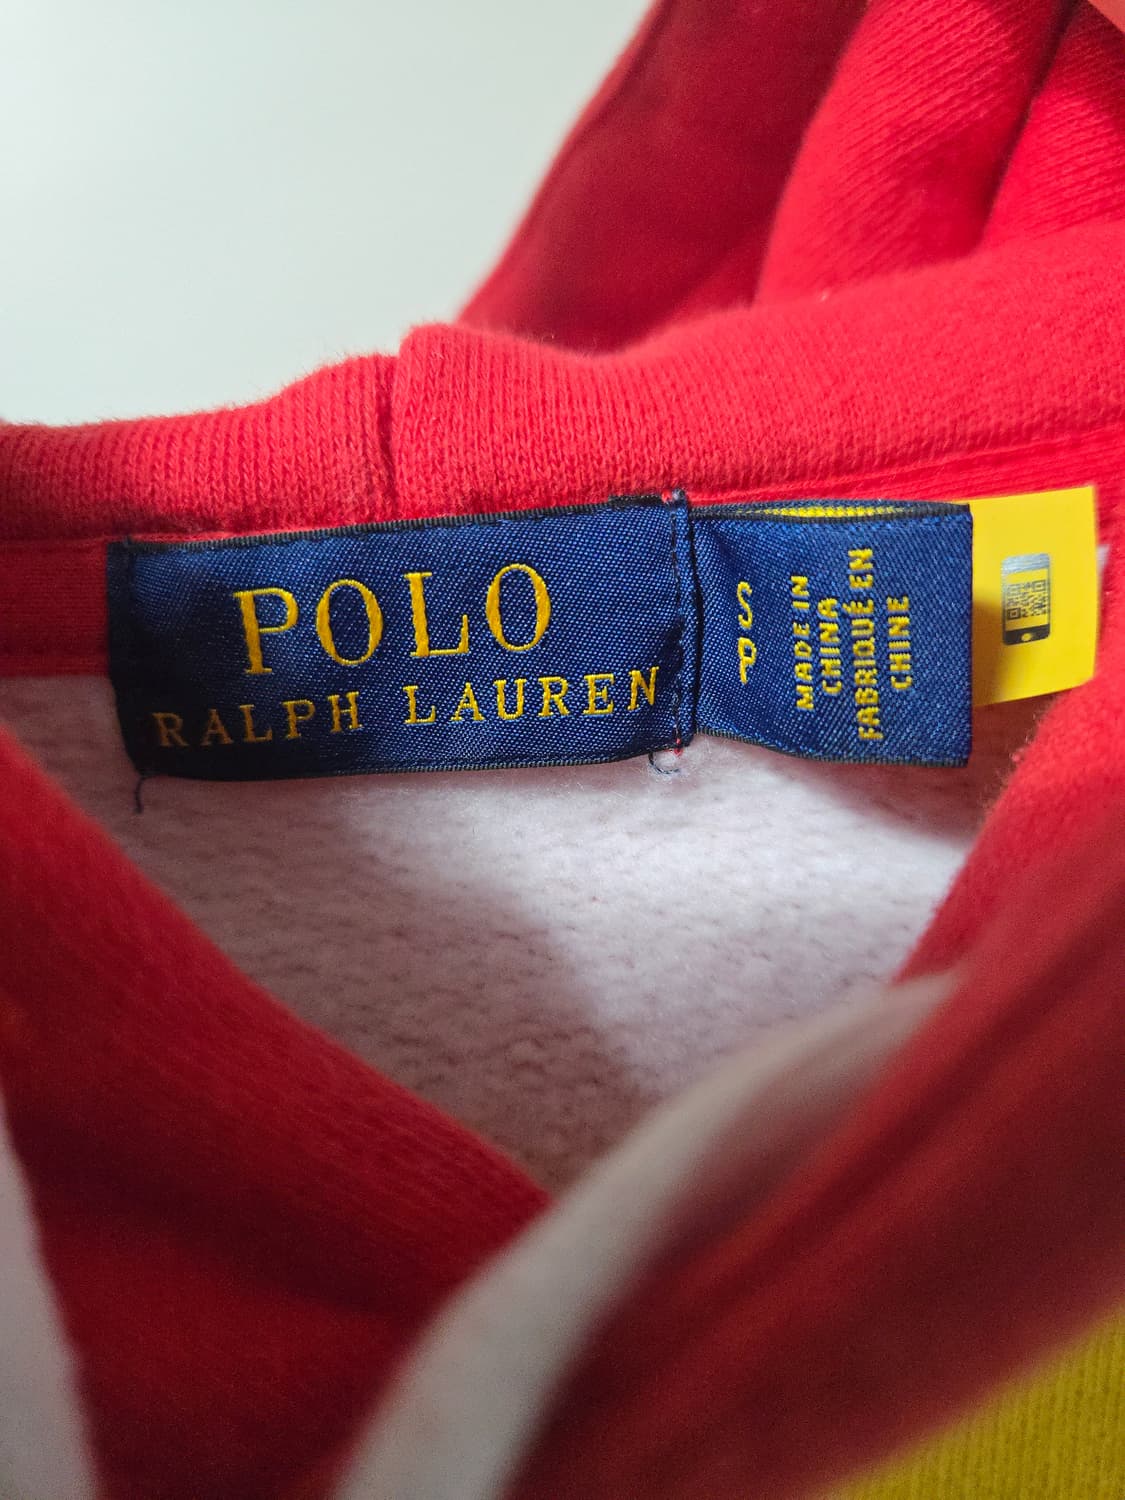 POLO
RALPH LAUREN
S
P
MADE IN
CHINA
FABRIQUÉ EN
CHINE